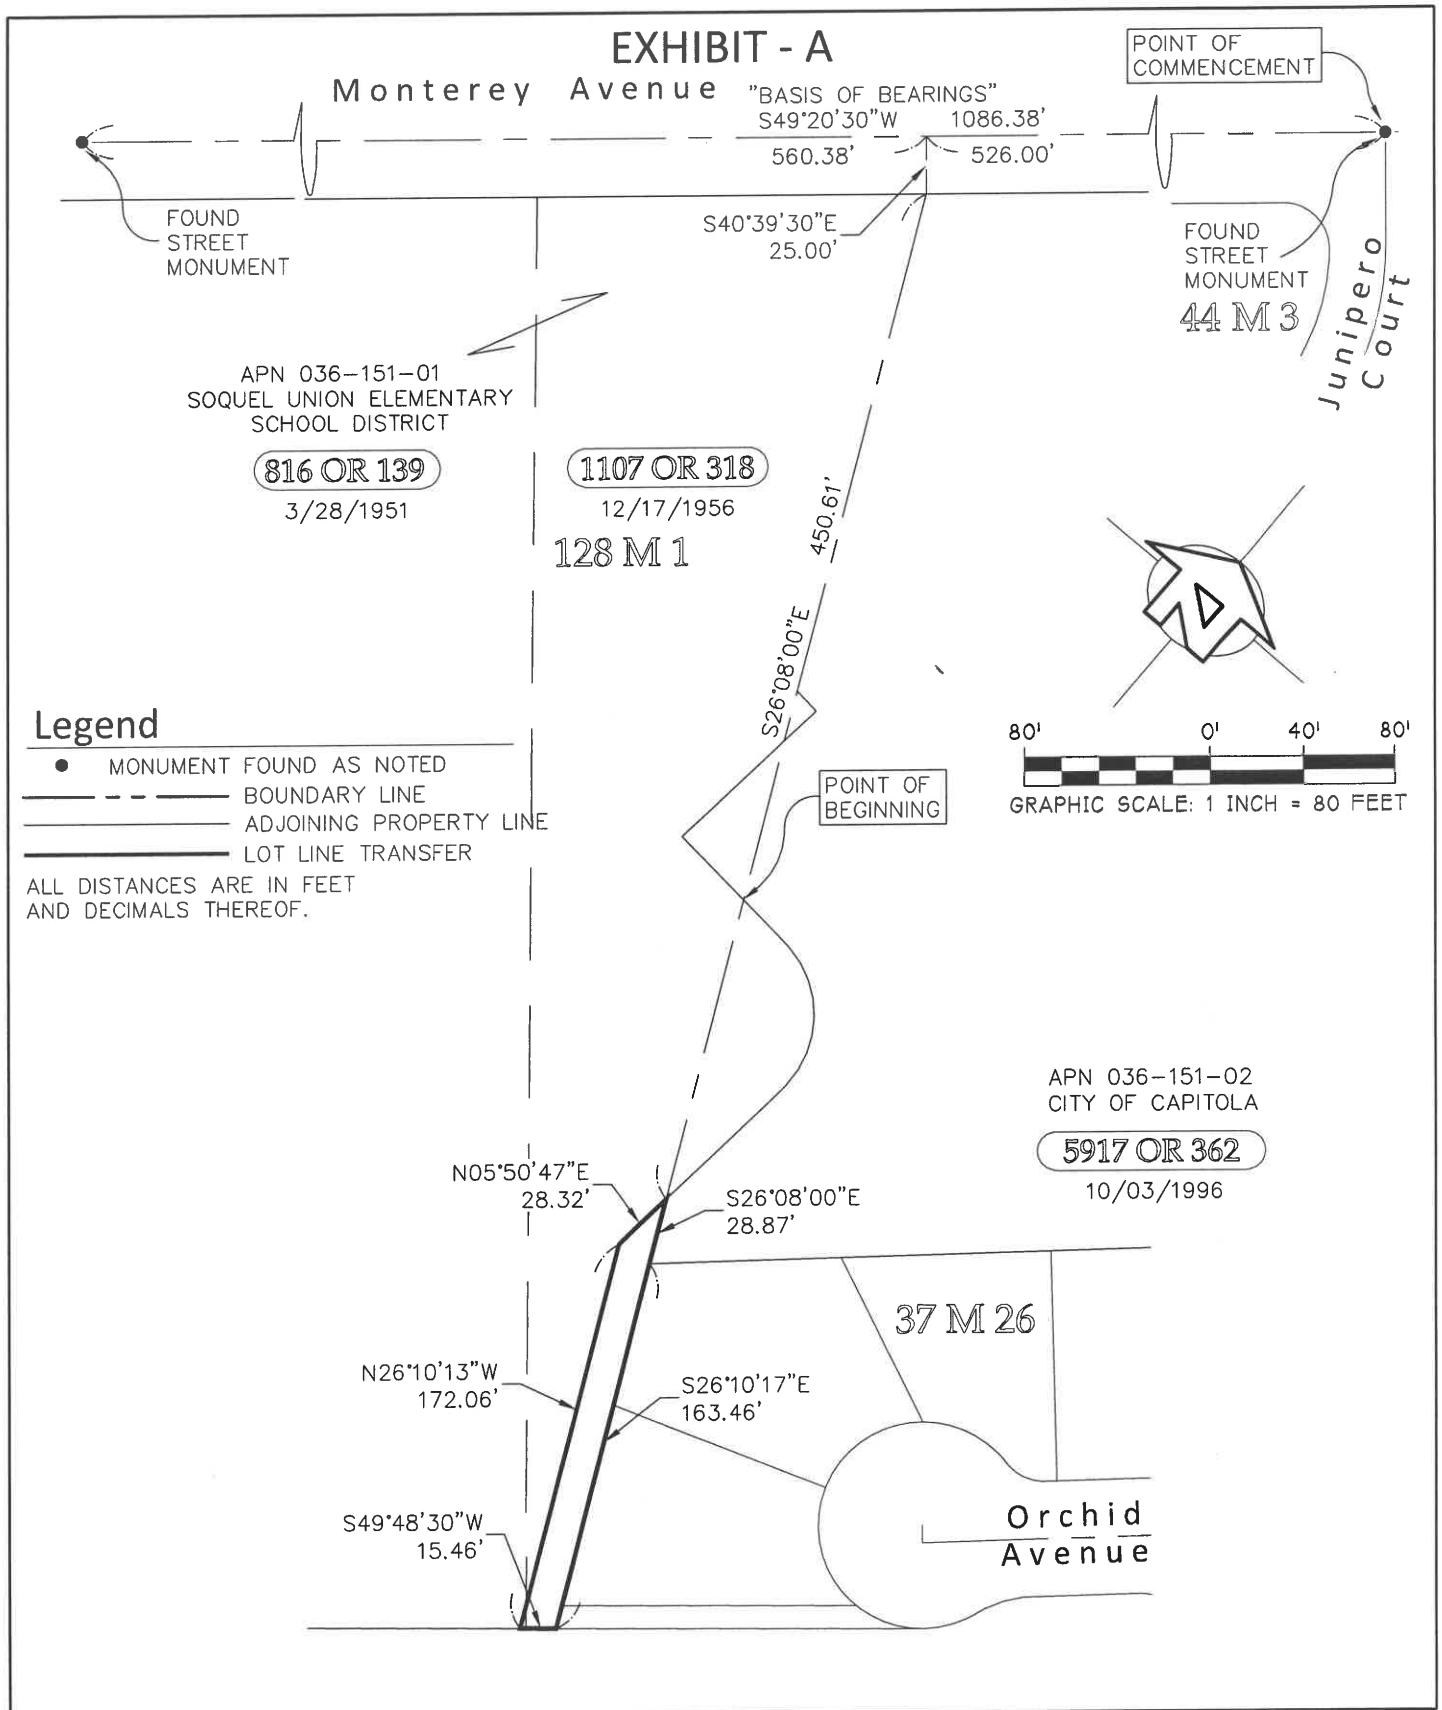 EXHIBIT - A
Monterey Avenue
"BASIS OF BEARINGS"
S49°20'30"W 1086.38'
560.38' 526.00'
POINT OF
COMMENCEMENT
FOUND
STREET
MONUMENT
S40°39'30"E
25.00'
FOUND
STREET
MONUMENT
44 M 3
Junipero
Court
APN 036-151-01
SOQUEL UNION ELEMENTARY
SCHOOL DISTRICT
816 OR 139
3/28/1951
1107 OR 318
12/17/1956
128 M 1
450.61'
S26°08'00"E
Legend
MONUMENT FOUND AS NOTED
BOUNDARY LINE
ADJOINING PROPERTY LINE
LOT LINE TRANSFER
ALL DISTANCES ARE IN FEET
AND DECIMALS THEREOF.
80' 0' 40' 80'
GRAPHIC SCALE: 1 INCH = 80 FEET
POINT OF
BEGINNING
APN 036-151-02
CITY OF CAPITOLA
5917 OR 362
10/03/1996
N05°50'47"E
28.32'
S26°08'00"E
28.87'
37 M 26
N26°10'13"W
172.06'
S26°10'17"E
163.46'
S49°48'30"W
15.46'
Orchid
Avenue